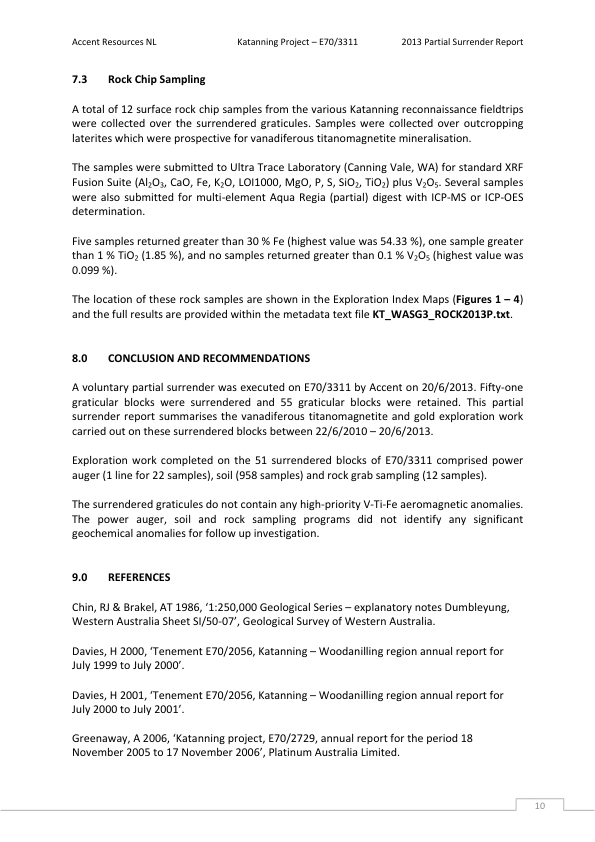 Accent Resources NL Katanning Project – E70/3311 2013 Partial Surrender Report
7.3 Rock Chip Sampling
A total of 12 surface rock chip samples from the various Katanning reconnaissance fieldtrips
were collected over the surrendered graticules. Samples were collected over outcropping
laterites which were prospective for vanadiferous titanomagnetite mineralisation.
The samples were submitted to Ultra Trace Laboratory (Canning Vale, WA) for standard XRF
Fusion Suite (Al₂O₃, CaO, Fe, K₂O, LOI1000, MgO, P, S, SiO₂, TiO₂) plus V₂O₅. Several samples
were also submitted for multi-element Aqua Regia (partial) digest with ICP-MS or ICP-OES
determination.
Five samples returned greater than 30 % Fe (highest value was 54.33 %), one sample greater
than 1 % TiO₂ (1.85 %), and no samples returned greater than 0.1 % V₂O₅ (highest value was
0.099 %).
The location of these rock samples are shown in the Exploration Index Maps (Figures 1 – 4)
and the full results are provided within the metadata text file KT_WASG3_ROCK2013P.txt.
8.0 CONCLUSION AND RECOMMENDATIONS
A voluntary partial surrender was executed on E70/3311 by Accent on 20/6/2013. Fifty-one
graticular blocks were surrendered and 55 graticular blocks were retained. This partial
surrender report summarises the vanadiferous titanomagnetite and gold exploration work
carried out on these surrendered blocks between 22/6/2010 – 20/6/2013.
Exploration work completed on the 51 surrendered blocks of E70/3311 comprised power
auger (1 line for 22 samples), soil (958 samples) and rock grab sampling (12 samples).
The surrendered graticules do not contain any high-priority V-Ti-Fe aeromagnetic anomalies.
The power auger, soil and rock sampling programs did not identify any significant
geochemical anomalies for follow up investigation.
9.0 REFERENCES
Chin, RJ & Brakel, AT 1986, ‘1:250,000 Geological Series – explanatory notes Dumbleyung,
Western Australia Sheet SI/50-07’, Geological Survey of Western Australia.
Davies, H 2000, ‘Tenement E70/2056, Katanning – Woodanilling region annual report for
July 1999 to July 2000’.
Davies, H 2001, ‘Tenement E70/2056, Katanning – Woodanilling region annual report for
July 2000 to July 2001’.
Greenaway, A 2006, ‘Katanning project, E70/2729, annual report for the period 18
November 2005 to 17 November 2006’, Platinum Australia Limited.
10